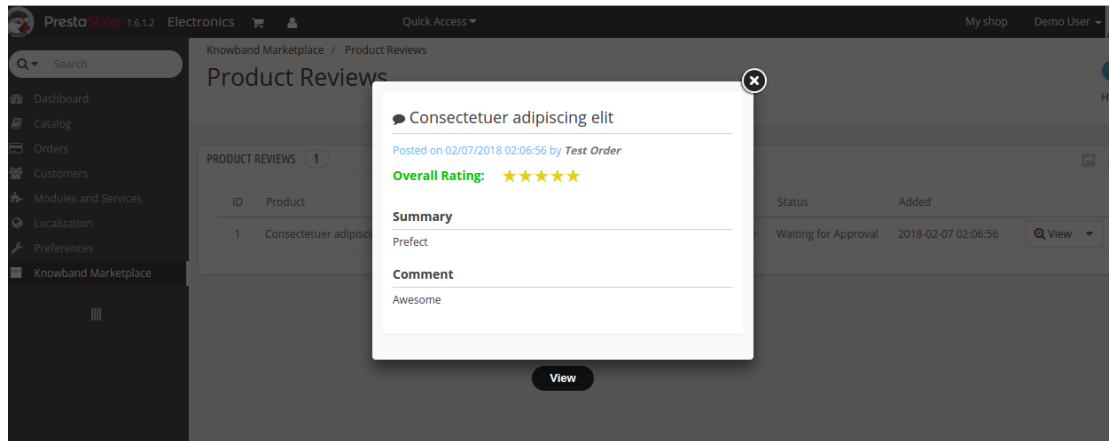 PrestaShop 1.6.1.2 Electronics Quick Access My shop Demo User
Search
Dashboard
Catalog
Orders
Customers
Modules and Services
Localization
Preferences
Knowband Marketplace
Knowband Marketplace / Product Reviews
Product Reviews
H
PRODUCT REVIEWS 1
ID Product Status Added
1 Consectetuer adipisci Waiting for Approval 2018-02-07 02:06:56 View
Consectetuer adipiscing elit
Posted on 02/07/2018 02:06:56 by Test Order
Overall Rating:
Summary
Prefect
Comment
Awesome
View